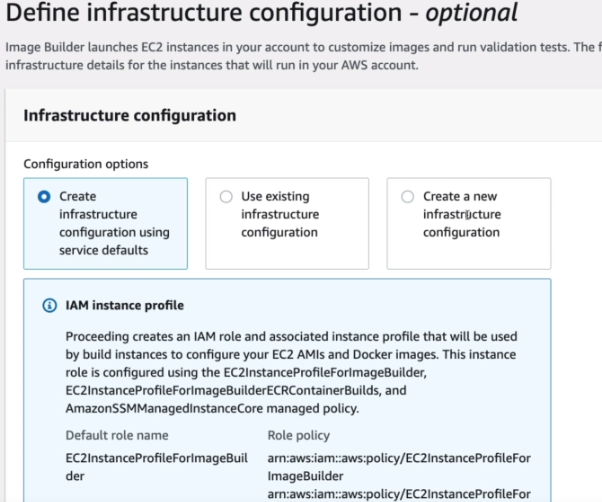 Define infrastructure configuration - optional
Image Builder launches EC2 instances in your account to customize images and run validation tests. The f
infrastructure details for the instances that will run in your AWS account.
Infrastructure configuration
Configuration options
Create
infrastructure
configuration using
service defaults
Use existing
infrastructure
configuration
Create a new
infrastructure
configuration
IAM instance profile
Proceeding creates an IAM role and associated instance profile that will be used
by build instances to configure your EC2 AMIs and Docker images. This instance
role is configured using the EC2InstanceProfileForImageBuilder,
EC2InstanceProfileForImageBuilderECRContainerBuilds, and
AmazonSSMManagedInstanceCore managed policy.
Default role name
Role policy
EC2InstanceProfileForImageBuil
der
arn:aws:iam::aws:policy/EC2InstanceProfileFor
ImageBuilder
arn:aws:iam::aws:policy/EC2InstanceProfileFor